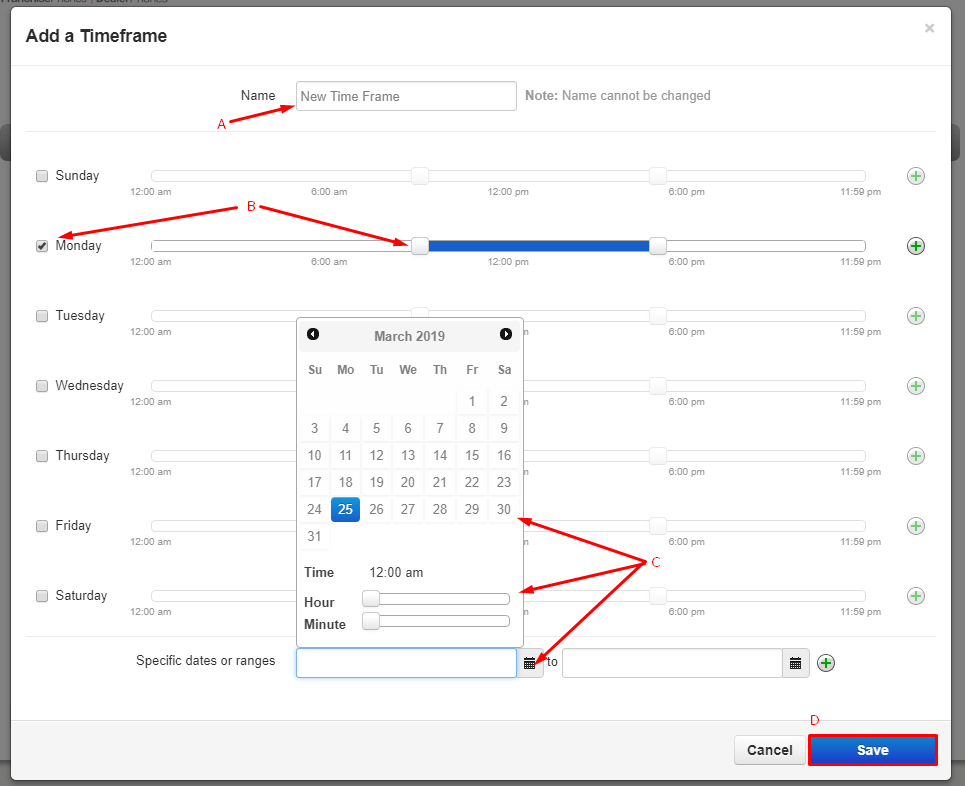 Add a Timeframe ×
Name New Time Frame Note: Name cannot be changed
A
Sunday
12:00 am 6:00 am 12:00 pm 6:00 pm 11:59 pm
B
Monday
12:00 am 6:00 am 12:00 pm 6:00 pm 11:59 pm
Tuesday
12:00 am 6:00 pm 11:59 pm
Wednesday
12:00 am 6:00 pm 11:59 pm
Thursday
12:00 am 6:00 pm 11:59 pm
Friday
12:00 am 6:00 pm 11:59 pm
Saturday
12:00 am 6:00 pm 11:59 pm
March 2019
Su Mo Tu We Th Fr Sa
1 2
3 4 5 6 7 8 9
10 11 12 13 14 15 16
17 18 19 20 21 22 23
24 25 26 27 28 29 30
31
C
Time 12:00 am
Hour
Minute
Specific dates or ranges to
D
Cancel Save